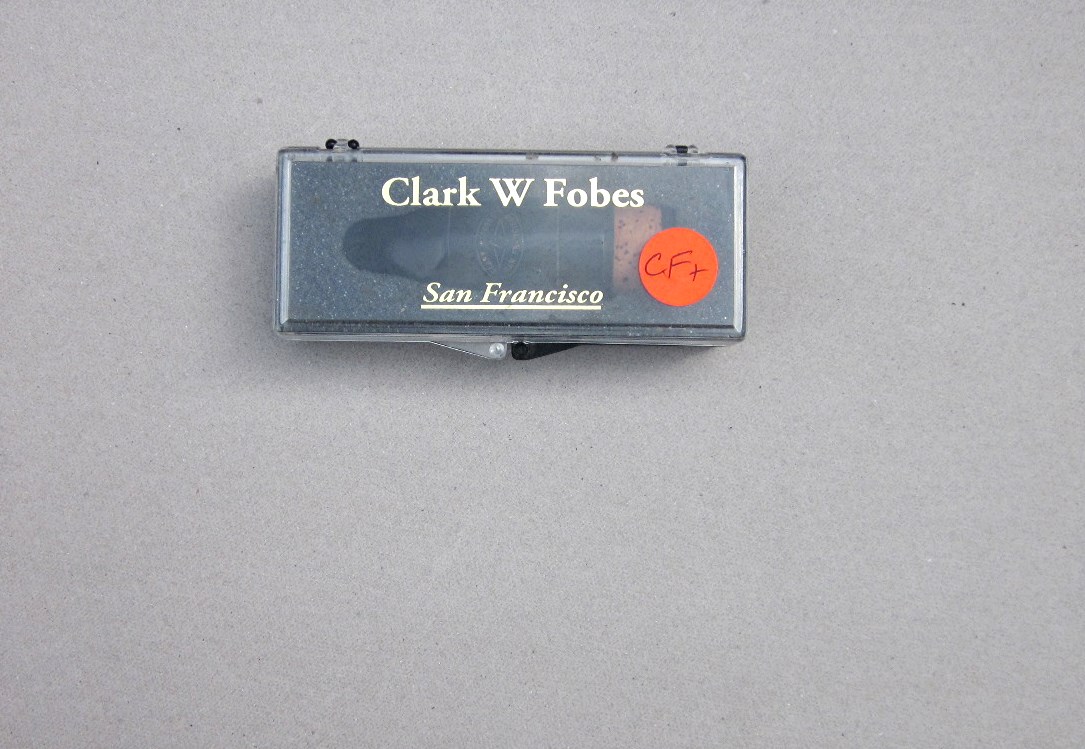 Clark W Fobes
CF+
San Francisco